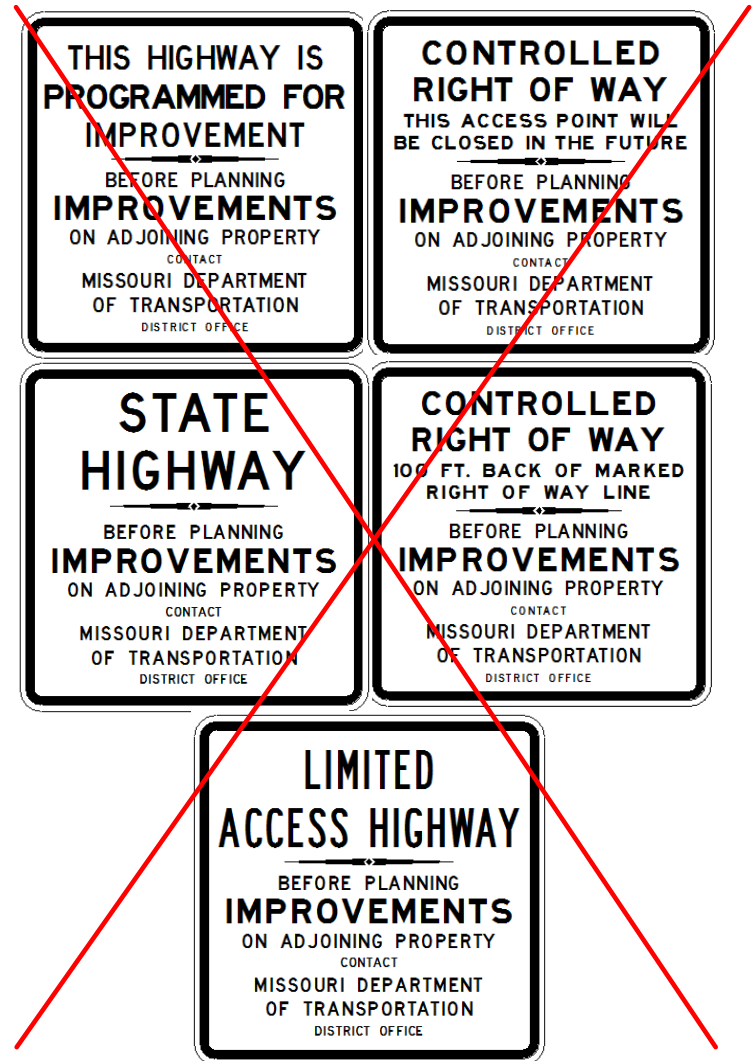 THIS HIGHWAY IS
PROGRAMMED FOR
IMPROVEMENT
BEFORE PLANNING
IMPROVEMENTS
ON ADJOINING PROPERTY
CONTACT
MISSOURI DEPARTMENT
OF TRANSPORTATION
DISTRICT OFFICE
CONTROLLED
RIGHT OF WAY
THIS ACCESS POINT WILL
BE CLOSED IN THE FUTURE
BEFORE PLANNING
IMPROVEMENTS
ON ADJOINING PROPERTY
CONTACT
MISSOURI DEPARTMENT
OF TRANSPORTATION
DISTRICT OFFICE
STATE
HIGHWAY
BEFORE PLANNING
IMPROVEMENTS
ON ADJOINING PROPERTY
CONTACT
MISSOURI DEPARTMENT
OF TRANSPORTATION
DISTRICT OFFICE
CONTROLLED
RIGHT OF WAY
100 FT. BACK OF MARKED
RIGHT OF WAY LINE
BEFORE PLANNING
IMPROVEMENTS
ON ADJOINING PROPERTY
CONTACT
MISSOURI DEPARTMENT
OF TRANSPORTATION
DISTRICT OFFICE
LIMITED
ACCESS HIGHWAY
BEFORE PLANNING
IMPROVEMENTS
ON ADJOINING PROPERTY
CONTACT
MISSOURI DEPARTMENT
OF TRANSPORTATION
DISTRICT OFFICE